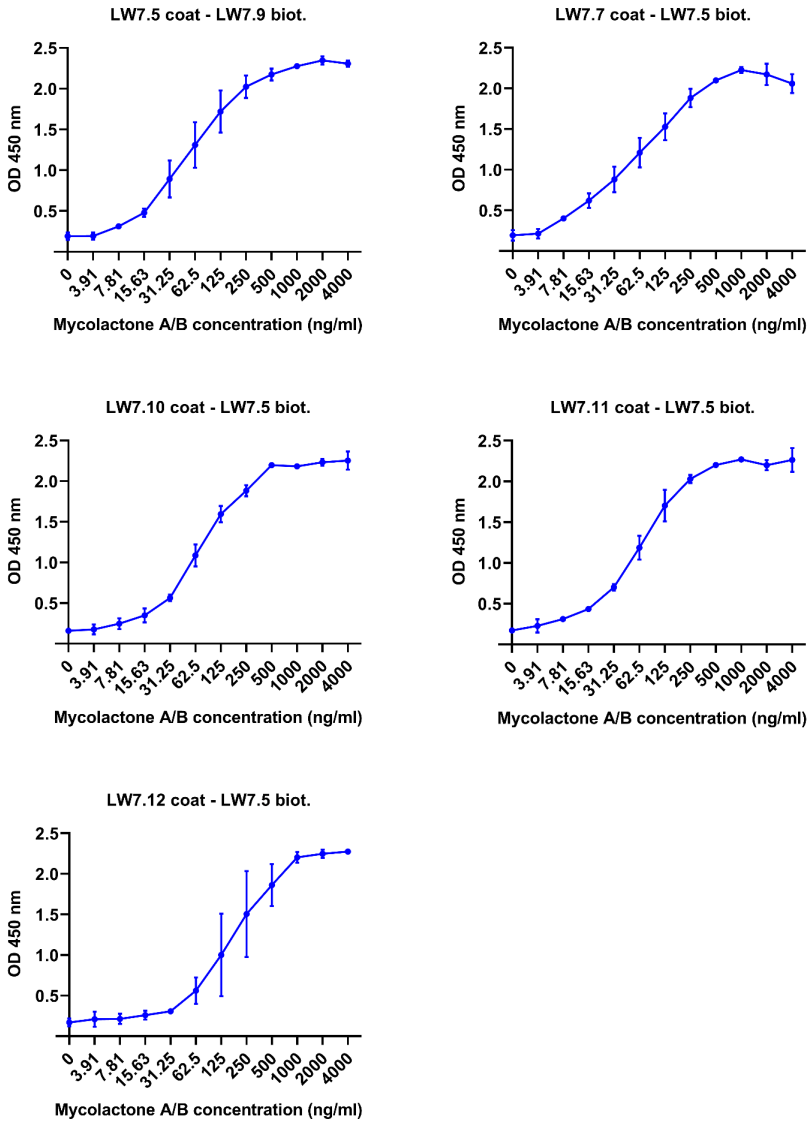 LW7.5 coat - LW7.9 biot.
OD 450 nm
2.5
2.0
1.5
1.0
0.5
0 3.91 7.81 15.63 31.25 62.5 125 250 500 1000 2000 4000
Mycolactone A/B concentration (ng/ml)
LW7.7 coat - LW7.5 biot.
OD 450 nm
2.5
2.0
1.5
1.0
0.5
0 3.91 7.81 15.63 31.25 62.5 125 250 500 1000 2000 4000
Mycolactone A/B concentration (ng/ml)
LW7.10 coat - LW7.5 biot.
OD 450 nm
2.5
2.0
1.5
1.0
0.5
0 3.91 7.81 15.63 31.25 62.5 125 250 500 1000 2000 4000
Mycolactone A/B concentration (ng/ml)
LW7.11 coat - LW7.5 biot.
OD 450 nm
2.5
2.0
1.5
1.0
0.5
0 3.91 7.81 15.63 31.25 62.5 125 250 500 1000 2000 4000
Mycolactone A/B concentration (ng/ml)
LW7.12 coat - LW7.5 biot.
OD 450 nm
2.5
2.0
1.5
1.0
0.5
0 3.91 7.81 15.63 31.25 62.5 125 250 500 1000 2000 4000
Mycolactone A/B concentration (ng/ml)